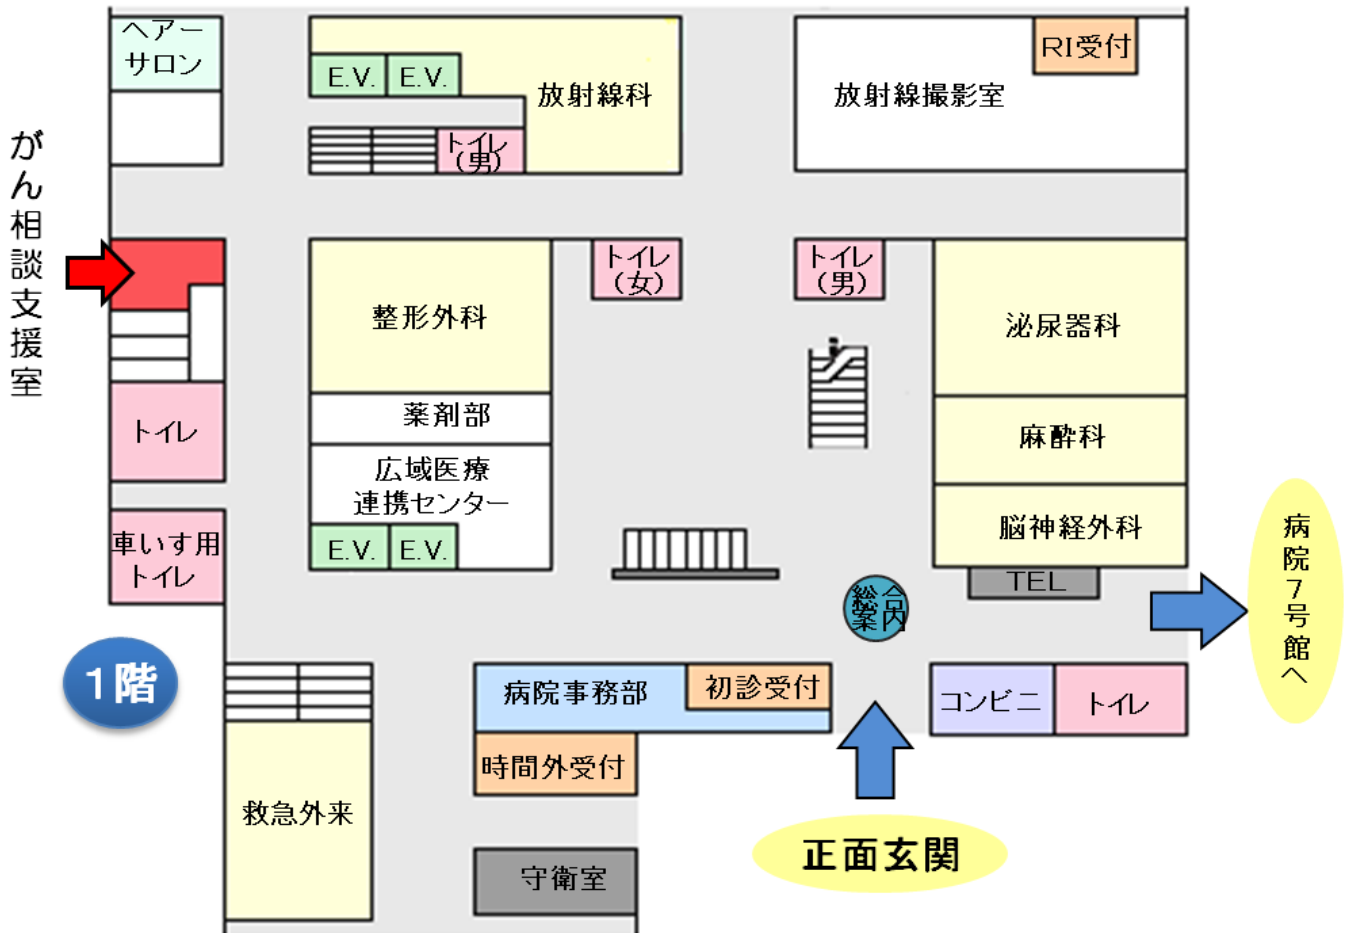 ヘアー
サロン
E.V.
E.V.
放射線科
トイレ
(男)
放射線撮影室
RI受付
がん相談支援室
整形外科
トイレ
(女)
トイレ
(男)
泌尿器科
薬剤部
麻酔科
トイレ
広域医療
連携センター
E.V.
E.V.
脳神経外科
TEL
車いす用
トイレ
総合
案内
病院7号館へ
1階
病院事務部
初診受付
コンビニ
トイレ
時間外受付
救急外来
正面玄関
守衛室